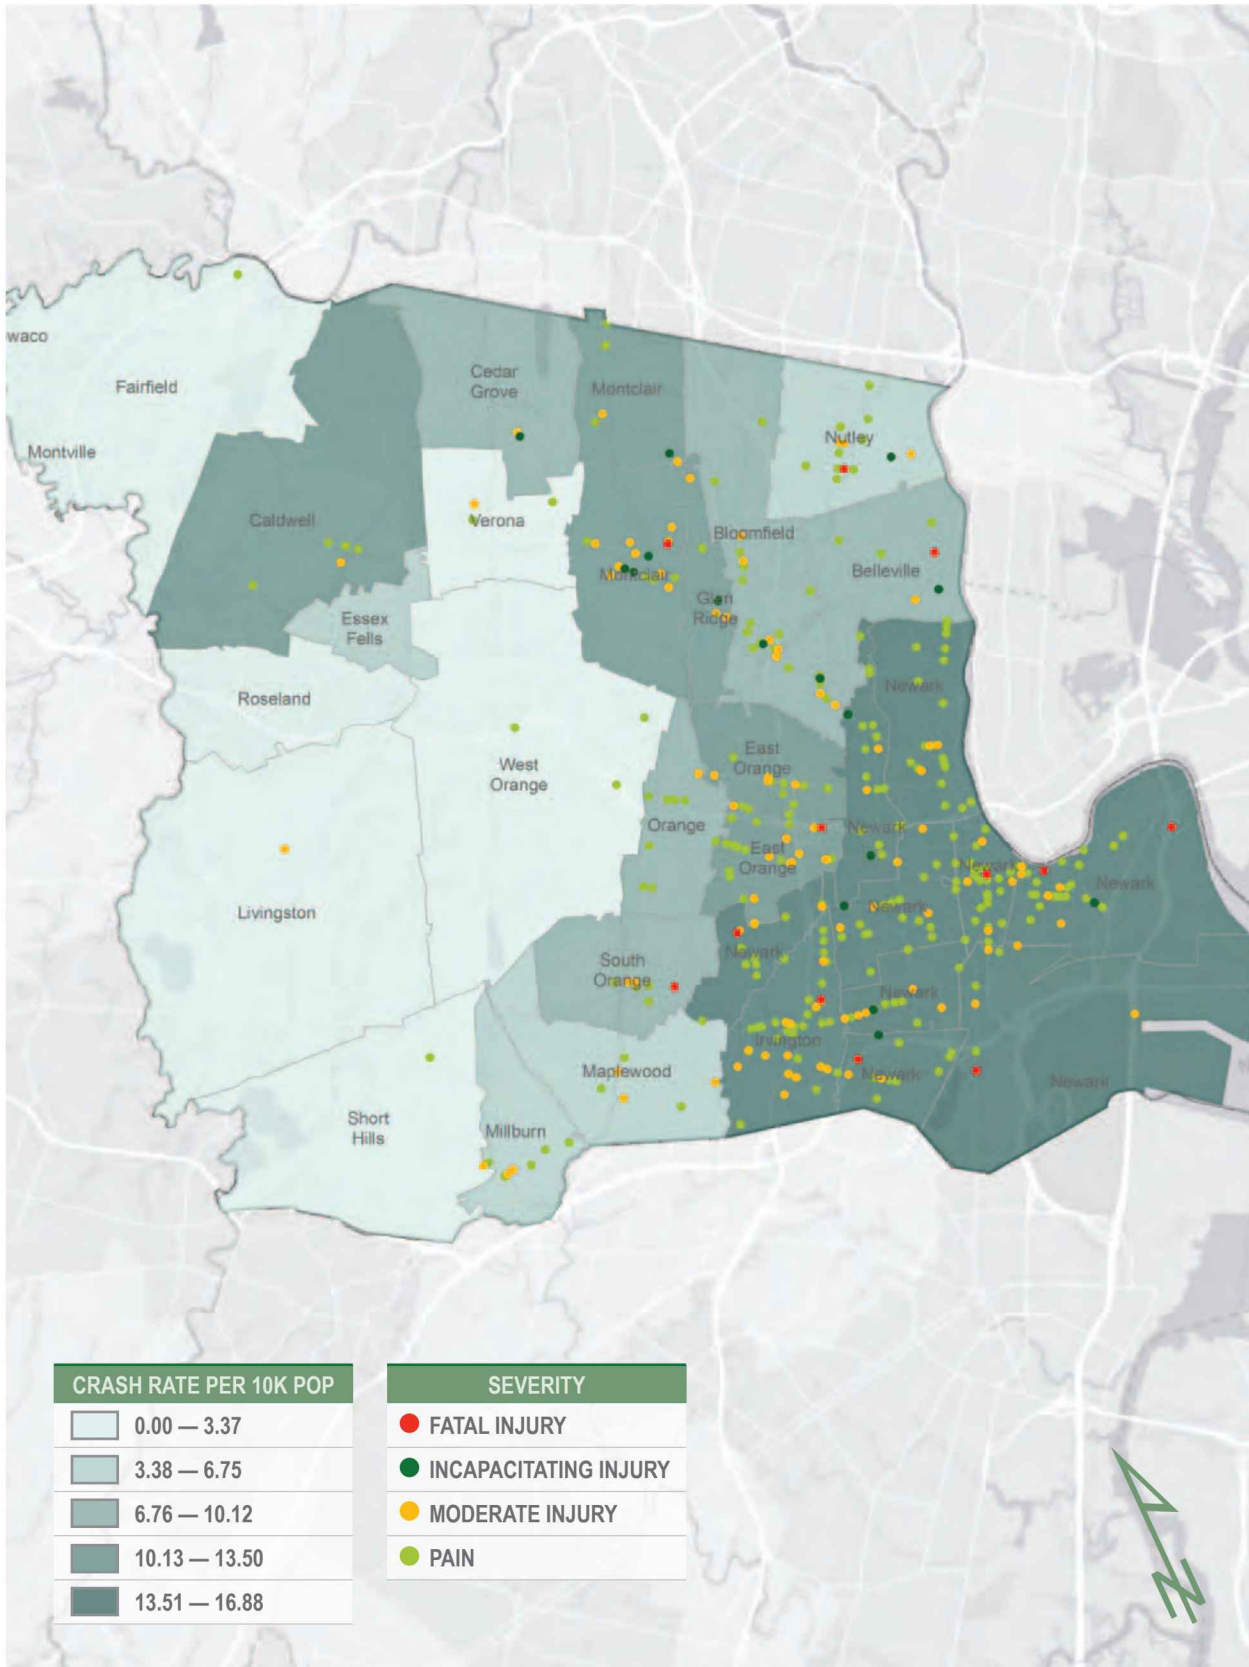 Cedar
Grove
Montclair
waco
Fairfield
Nutley
Montville
Caldwell
Verona
Bloomfield
Belleville
Montclair
Glen
Ridge
Essex
Fells
Roseland
Newark
West
Orange
East
Orange
Orange
Newark
East
Orange
Newark
Newark
Livingston
Newark
South
Orange
Newark
Newark
Irvington
Maplewood
Newark
Newark
Short
Hills
Millburn
CRASH RATE PER 10K POP
0.00 — 3.37
3.38 — 6.75
6.76 — 10.12
10.13 — 13.50
13.51 — 16.88
SEVERITY
FATAL INJURY
INCAPACITATING INJURY
MODERATE INJURY
PAIN
N